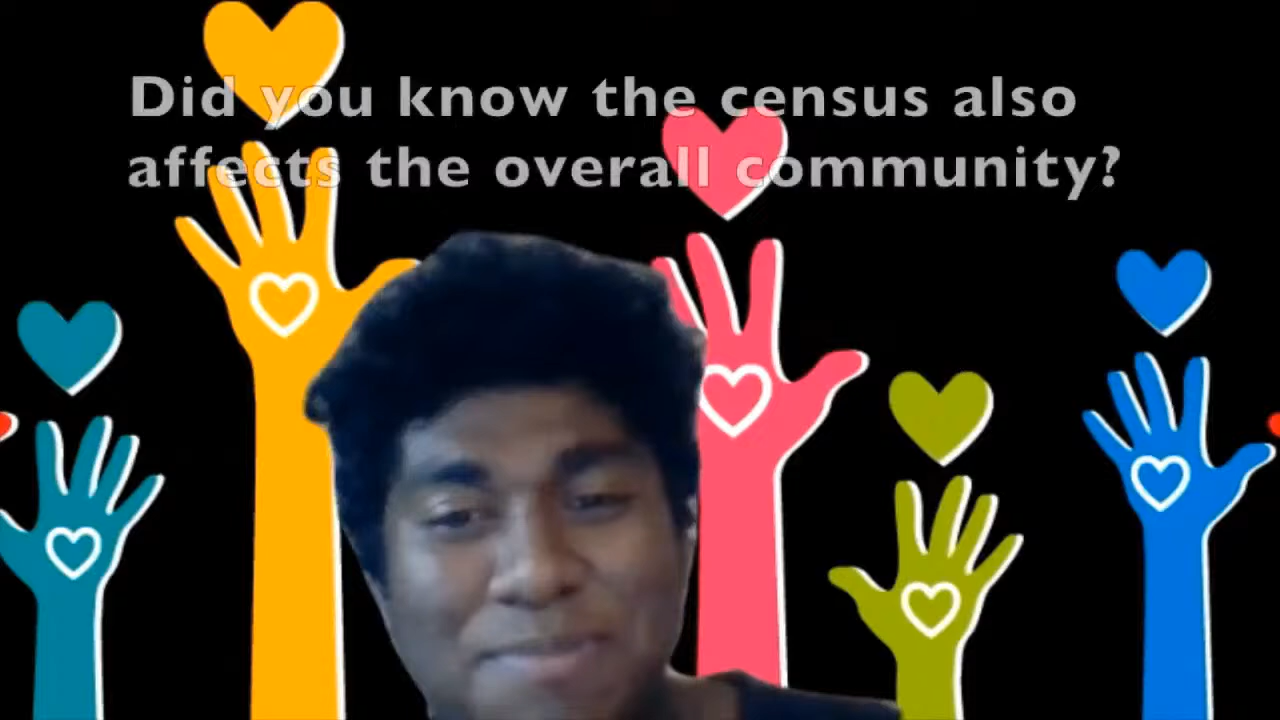 Did you know the census also
affects the overall community?